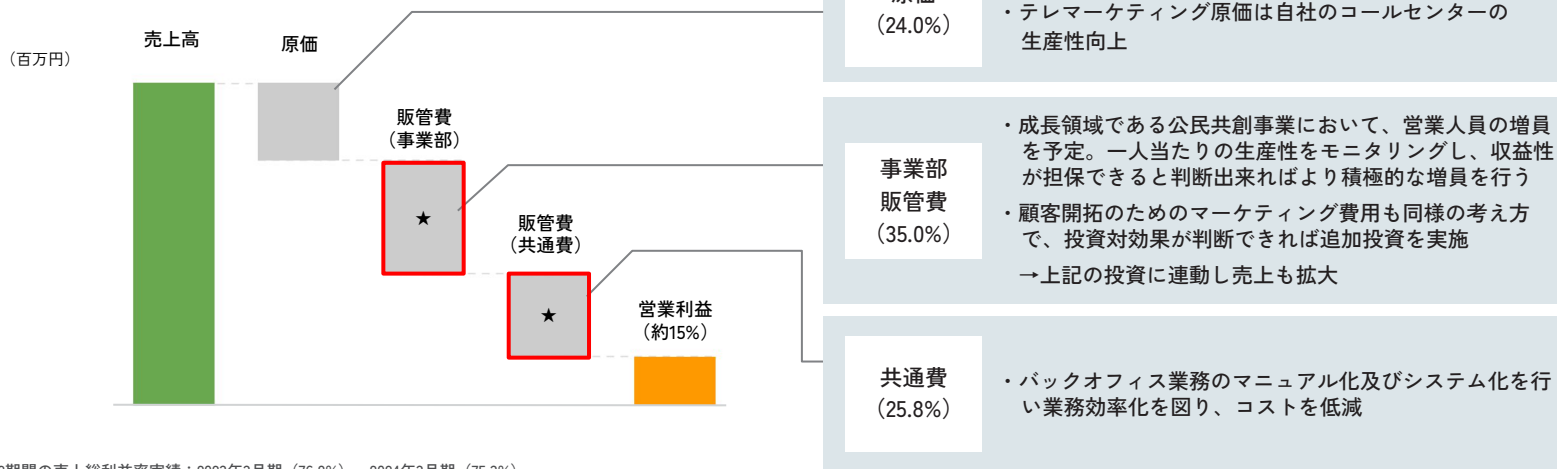 （百万円）
売上高
原価
販管費
（事業部）
★
販管費
（共通費）
★
営業利益
（約15%）
原価
（24.0%）
・テレマーケティング原価は自社のコールセンターの
生産性向上
事業部
販管費
（35.0%）
・成長領域である公民共創事業において、営業人員の増員
を予定。一人当たりの生産性をモニタリングし、収益性
が担保できると判断出来ればより積極的な増員を行う
・顧客開拓のためのマーケティング費用も同様の考え方
で、投資対効果が判断できれば追加投資を実施
→上記の投資に連動し売上も拡大
共通費
（25.8%）
・バックオフィス業務のマニュアル化及びシステム化を行
い業務効率化を図り、コストを低減